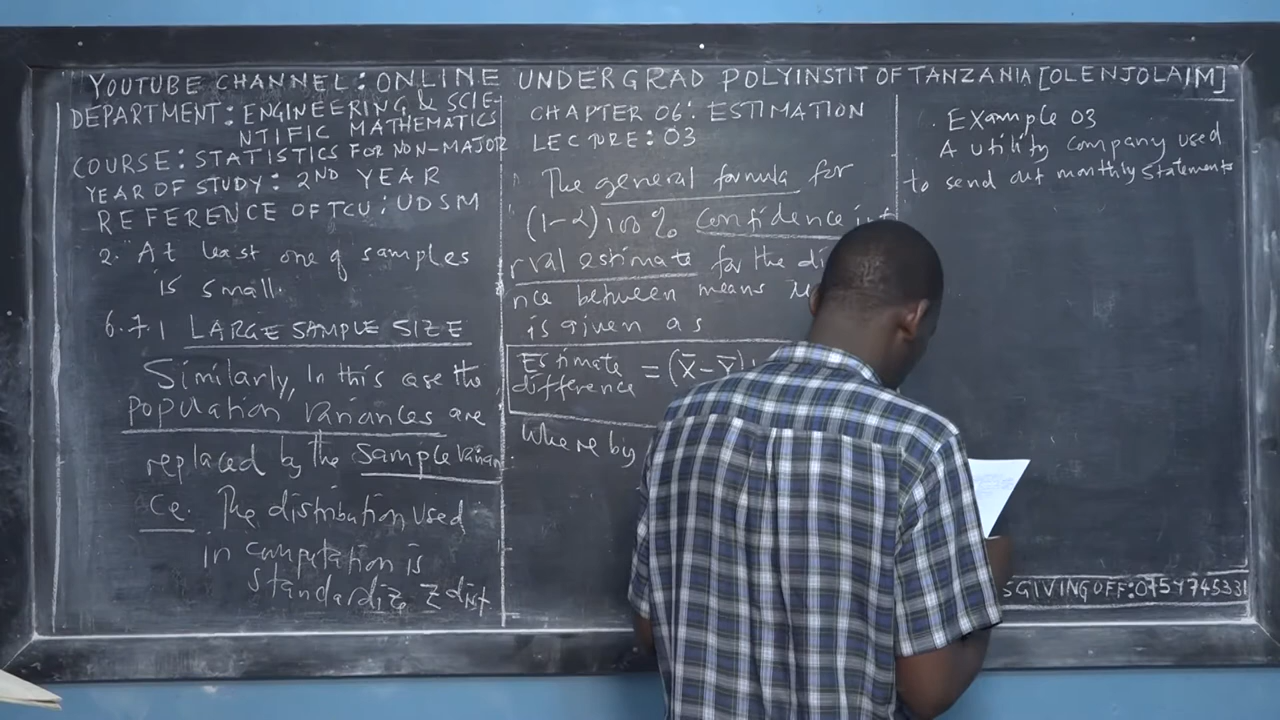 YOUTUBE CHANNEL: ONLINE UNDERGRAD POLYINSTIT OF TANZANIA [OLENJOLAIM]
DEPARTMENT: ENGINEERING & SCIE-
NTIFIC MATHEMATICS
COURSE: STATISTICS FOR NON-MAJOR
YEAR OF STUDY: 2ND YEAR
REFERENCE OF TCU: UDSM
2. At least one of samples
is small.
6.7.1 LARGE SAMPLE SIZE
Similarly, In this case the
population variances are
replaced by the sample varian
ce. The distribution used
in computation is
standardize Z dist
CHAPTER 06: ESTIMATION
LECTURE: 03
The general formula for
(1-α)100% confidence int
rval estimate for the di
nce between means
is given as
Estimate
difference = (x̄-ȳ)
Where by
Example 03
A utility company used
to send out monthly statements
SGIVING OFF: 0754745331